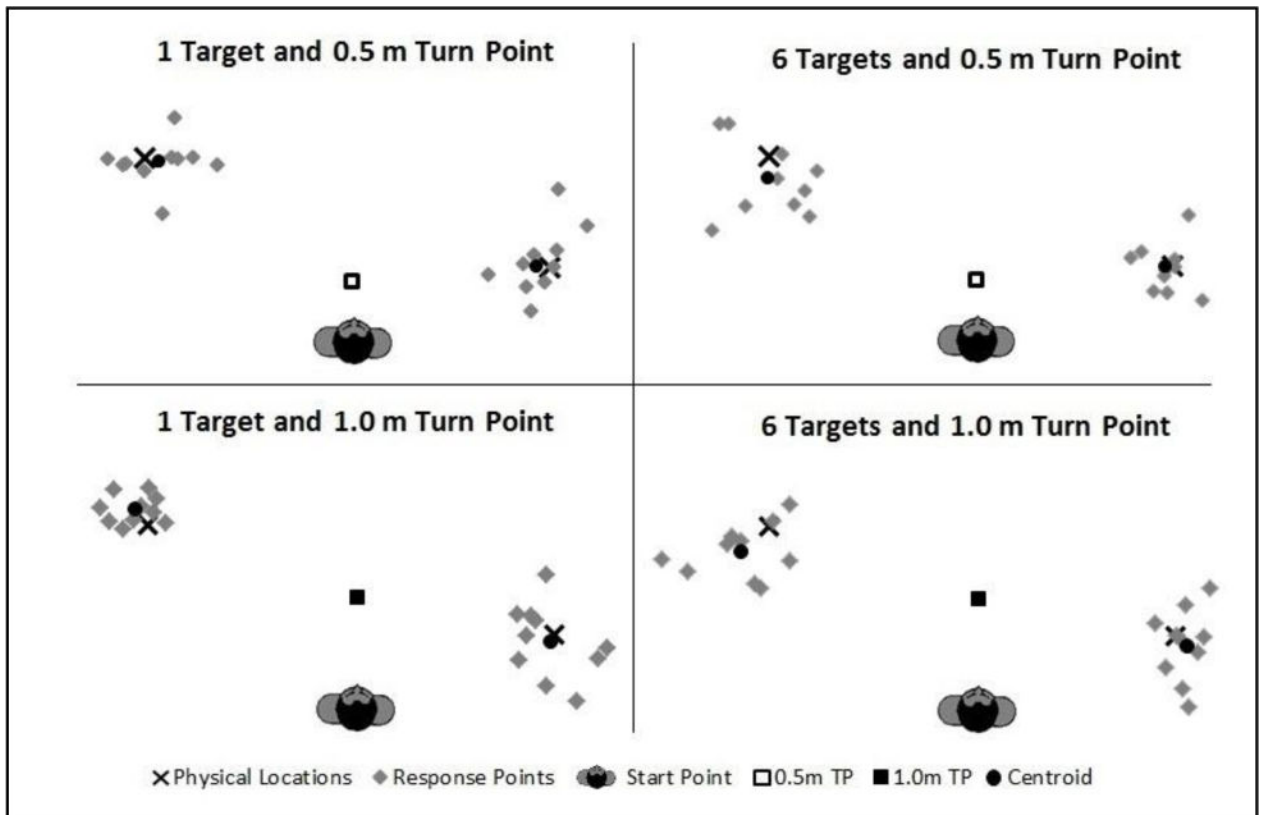 1 Target and 0.5 m Turn Point
6 Targets and 0.5 m Turn Point
1 Target and 1.0 m Turn Point
6 Targets and 1.0 m Turn Point
Physical Locations Response Points Start Point 0.5m TP 1.0m TP Centroid